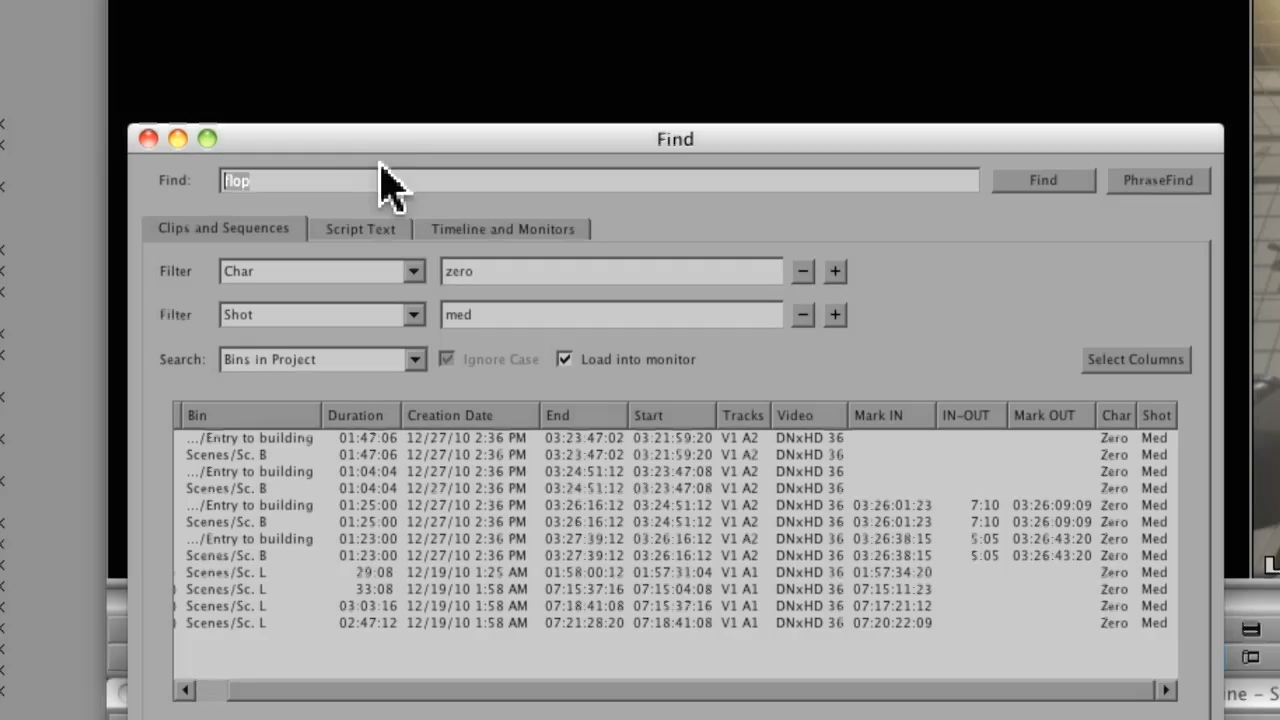 Find
Find: flop Find PhraseFind
Clips and Sequences Script Text Timeline and Monitors
Filter Char zero − +
Filter Shot med − +
Search: Bins in Project Ignore Case Load into monitor Select Columns
Bin Duration Creation Date End Start Tracks Video Mark IN IN-OUT Mark OUT Char Shot
.../Entry to building 01:47:06 12/27/10 2:36 PM 03:23:47:02 03:21:59:20 V1 A2 DNxHD 36 Zero Med
Scenes/Sc. B 01:47:06 12/27/10 2:36 PM 03:23:47:02 03:21:59:20 V1 A2 DNxHD 36 Zero Med
.../Entry to building 01:04:04 12/27/10 2:36 PM 03:24:51:12 03:23:47:08 V1 A2 DNxHD 36 Zero Med
Scenes/Sc. B 01:04:04 12/27/10 2:36 PM 03:24:51:12 03:23:47:08 V1 A2 DNxHD 36 Zero Med
.../Entry to building 01:25:00 12/27/10 2:36 PM 03:26:16:12 03:24:51:12 V1 A2 DNxHD 36 03:26:01:23 7:10 03:26:09:09 Zero Med
Scenes/Sc. B 01:25:00 12/27/10 2:36 PM 03:26:16:12 03:24:51:12 V1 A2 DNxHD 36 03:26:01:23 7:10 03:26:09:09 Zero Med
.../Entry to building 01:23:00 12/27/10 2:36 PM 03:27:39:12 03:26:16:12 V1 A2 DNxHD 36 03:26:38:15 5:05 03:26:43:20 Zero Med
Scenes/Sc. B 01:23:00 12/27/10 2:36 PM 03:27:39:12 03:26:16:12 V1 A2 DNxHD 36 03:26:38:15 5:05 03:26:43:20 Zero Med
Scenes/Sc. L 29:08 12/19/10 1:25 AM 01:58:00:12 01:57:31:04 V1 A1 DNxHD 36 01:57:34:20 Zero Med
Scenes/Sc. L 33:08 12/19/10 1:58 AM 07:15:37:16 07:15:04:08 V1 A1 DNxHD 36 07:15:11:23 Zero Med
Scenes/Sc. L 03:03:16 12/19/10 1:58 AM 07:18:41:08 07:15:37:16 V1 A1 DNxHD 36 07:17:21:12 Zero Med
Scenes/Sc. L 02:47:12 12/19/10 1:58 AM 07:21:28:20 07:18:41:08 V1 A1 DNxHD 36 07:20:22:09 Zero Med
ne – S